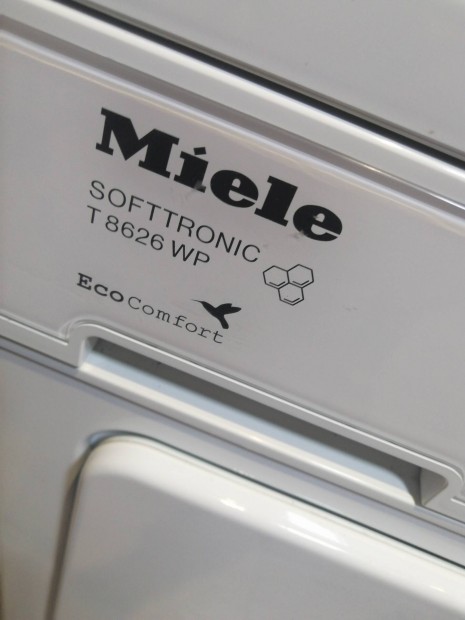 Miele
SOFTTRONIC
T 8626 WP
EcoComfort